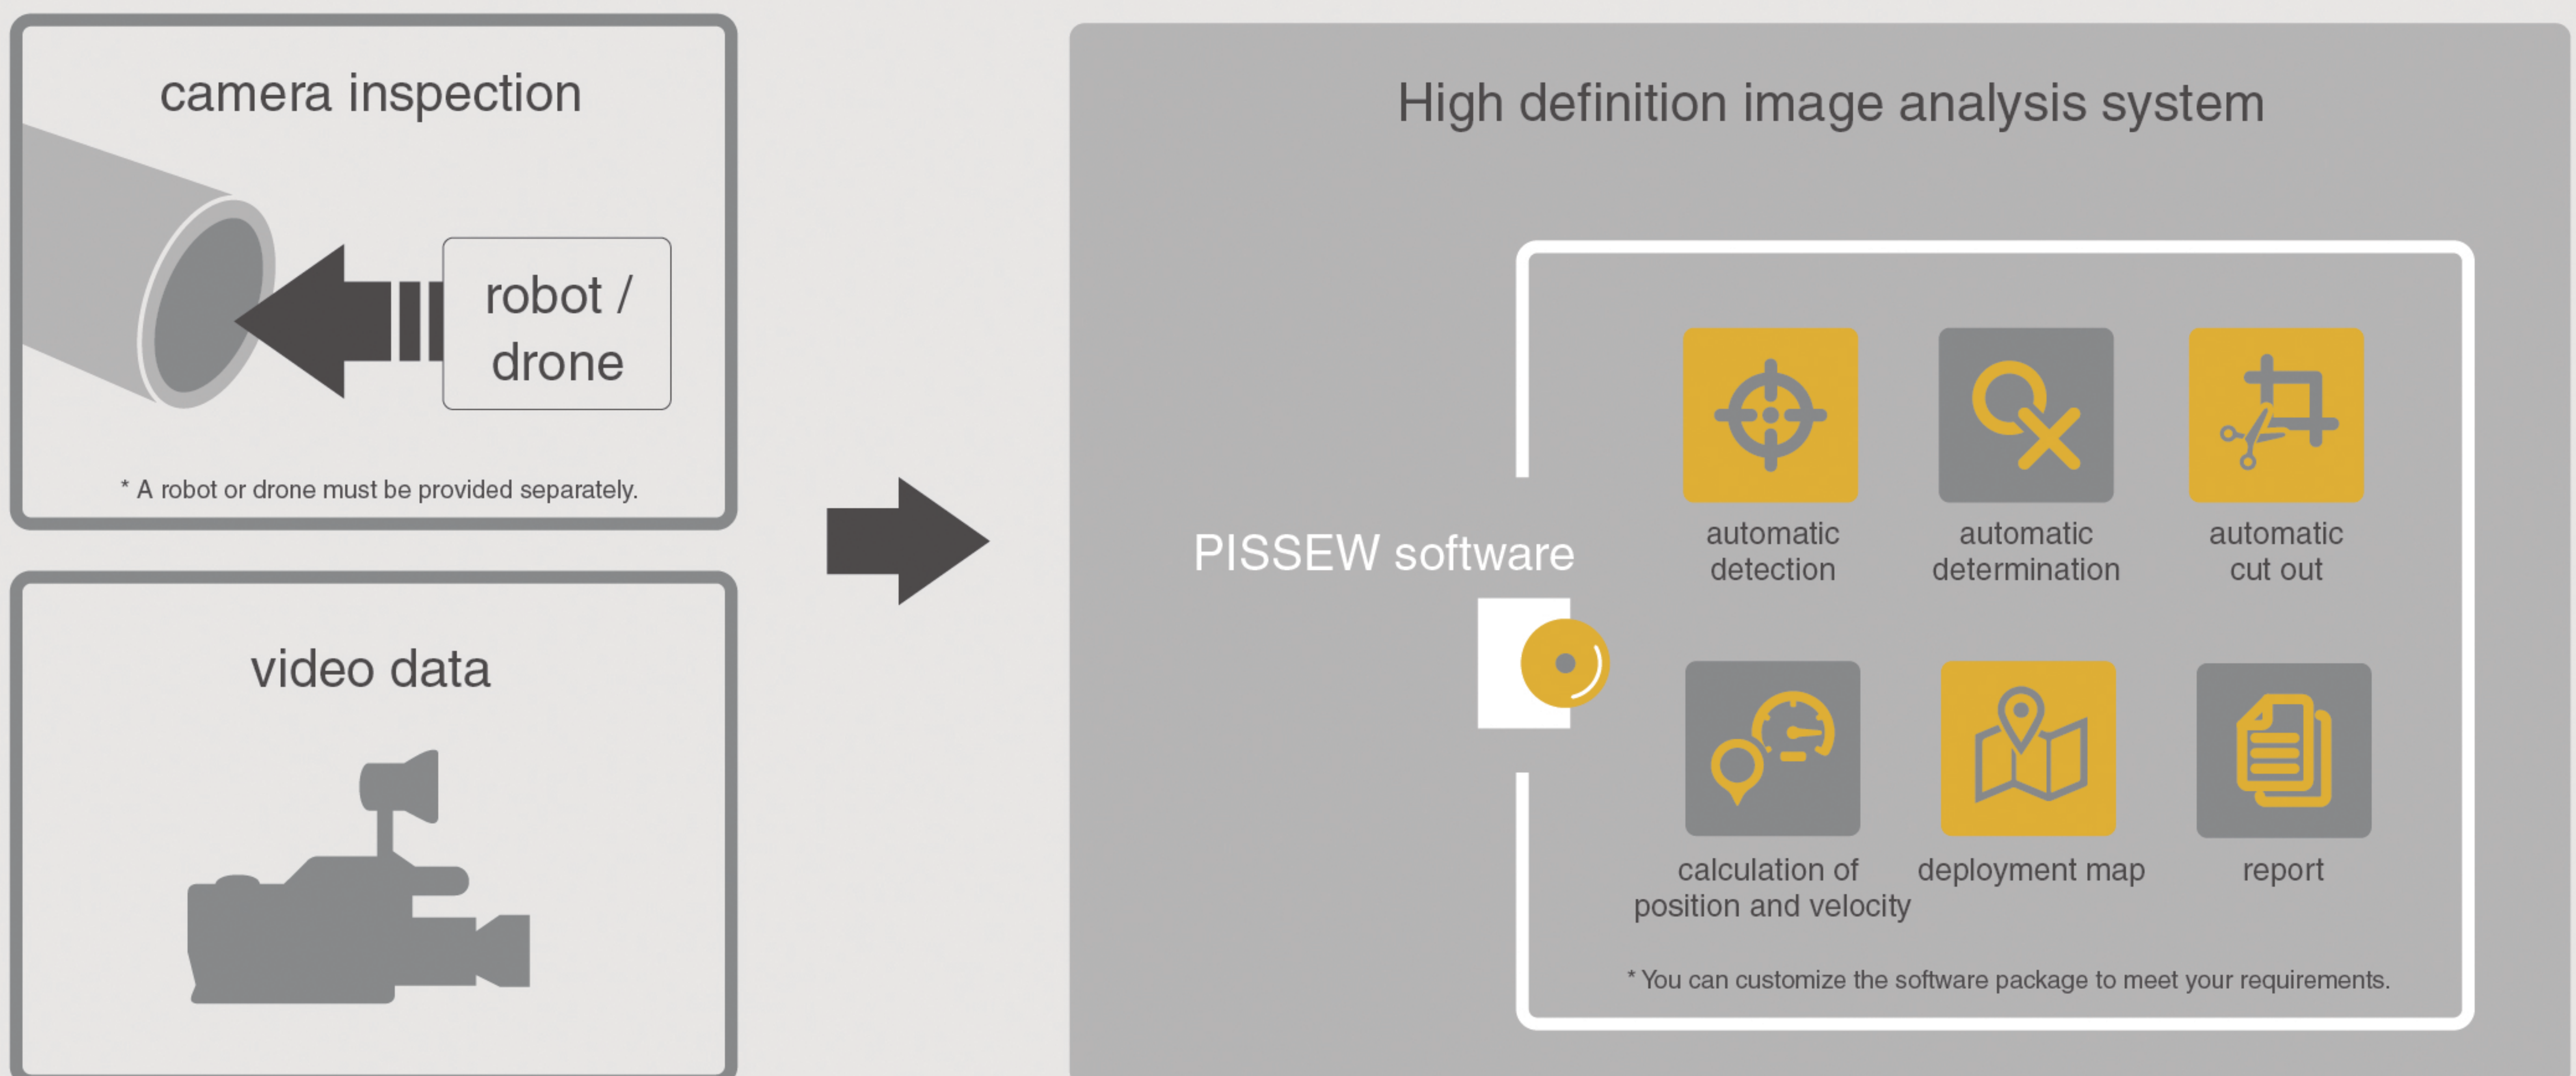 camera inspection
robot /
drone
* A robot or drone must be provided separately.
video data
High definition image analysis system
PISSEW software
automatic
detection
automatic
determination
automatic
cut out
calculation of
position and velocity
deployment map
report
* You can customize the software package to meet your requirements.